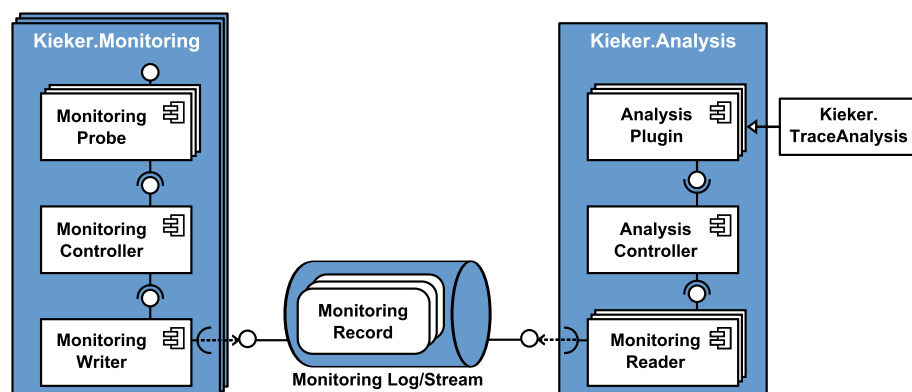 Kieker.Monitoring
Monitoring
Probe
Monitoring
Controller
Monitoring
Writer
Monitoring
Record
Monitoring Log/Stream
Kieker.Analysis
Analysis
Plugin
Analysis
Controller
Monitoring
Reader
Kieker.
TraceAnalysis